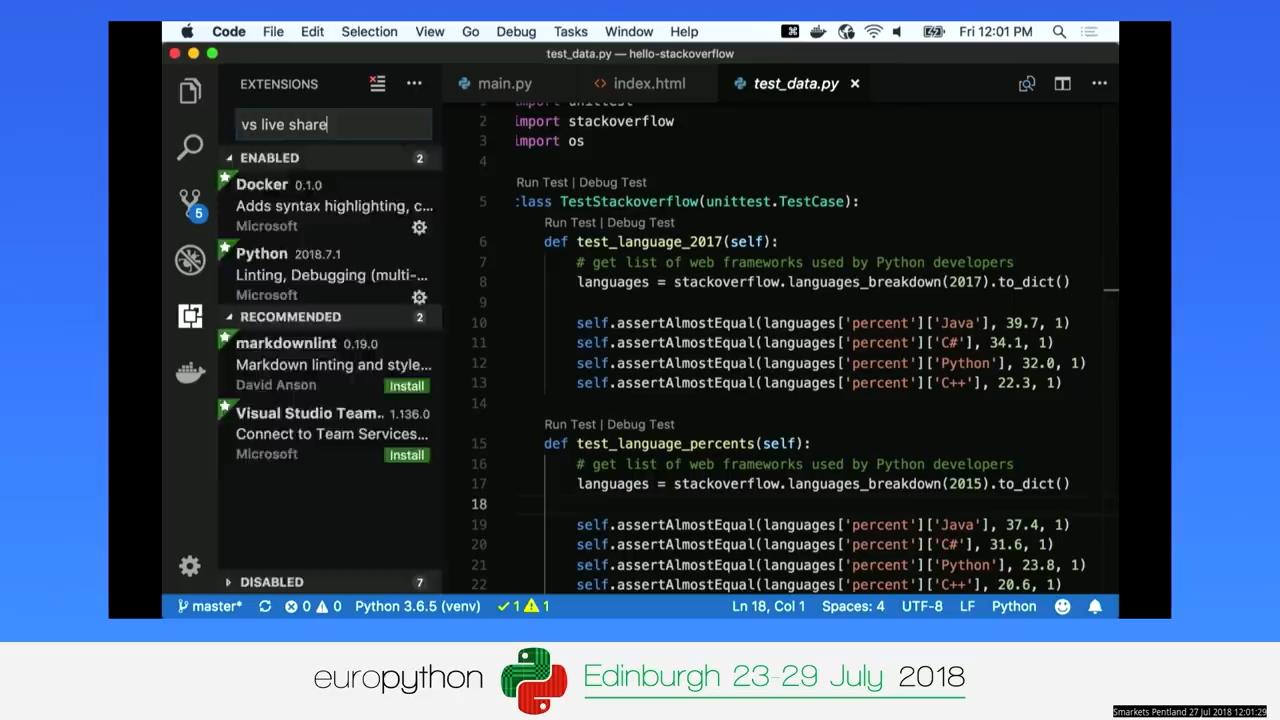 Code File Edit Selection View Go Debug Tasks Window Help Fri 12:01 PM
test_data.py — hello-stackoverflow
EXTENSIONS
main.py
index.html
test_data.py
vs live share
ENABLED 2
Docker 0.1.0
Adds syntax highlighting, c...
Microsoft
Python 2018.7.1
Linting, Debugging (multi-...
Microsoft
RECOMMENDED 2
markdownlint 0.19.0
Markdown linting and style...
David Anson Install
Visual Studio Team.. 1.136.0
Connect to Team Services...
Microsoft Install
DISABLED 7
5
import unittest
2 import stackoverflow
3 import os
4
Run Test | Debug Test
5 :lass TestStackoverflow(unittest.TestCase):
Run Test | Debug Test
6 def test_language_2017(self):
7 # get list of web frameworks used by Python developers
8 languages = stackoverflow.languages_breakdown(2017).to_dict()
9
10 self.assertAlmostEqual(languages['percent']['Java'], 39.7, 1)
11 self.assertAlmostEqual(languages['percent']['C#'], 34.1, 1)
12 self.assertAlmostEqual(languages['percent']['Python'], 32.0, 1)
13 self.assertAlmostEqual(languages['percent']['C++'], 22.3, 1)
14
Run Test | Debug Test
15 def test_language_percents(self):
16 # get list of web frameworks used by Python developers
17 languages = stackoverflow.languages_breakdown(2015).to_dict()
18
19 self.assertAlmostEqual(languages['percent']['Java'], 37.4, 1)
20 self.assertAlmostEqual(languages['percent']['C#'], 31.6, 1)
21 self.assertAlmostEqual(languages['percent']['Python'], 23.8, 1)
22 self.assertAlmostEqual(languages['percent']['C++'], 20.6, 1)
master* 0 0 Python 3.6.5 (venv) 1 1 Ln 18, Col 1 Spaces: 4 UTF-8 LF Python
europython Edinburgh 23-29 July 2018
Smarkets Pentland 27 Jul 2018 12:01:29